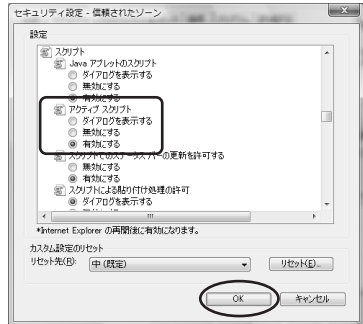 セキュリティ設定 - 信頼されたゾーン
設定
スクリプト
Java アプレットのスクリプト
ダイアログを表示する
無効にする
有効にする
アクティブ スクリプト
ダイアログを表示する
無効にする
有効にする
スクリプトでのステータス バーの更新を許可する
無効にする
有効にする
スクリプトによる貼り付け処理の許可
ダイアログを表示する
*Internet Explorer の再開後に有効になります。
カスタム設定のリセット
リセット先(R): 中 (既定) リセット(E)...
OK キャンセル